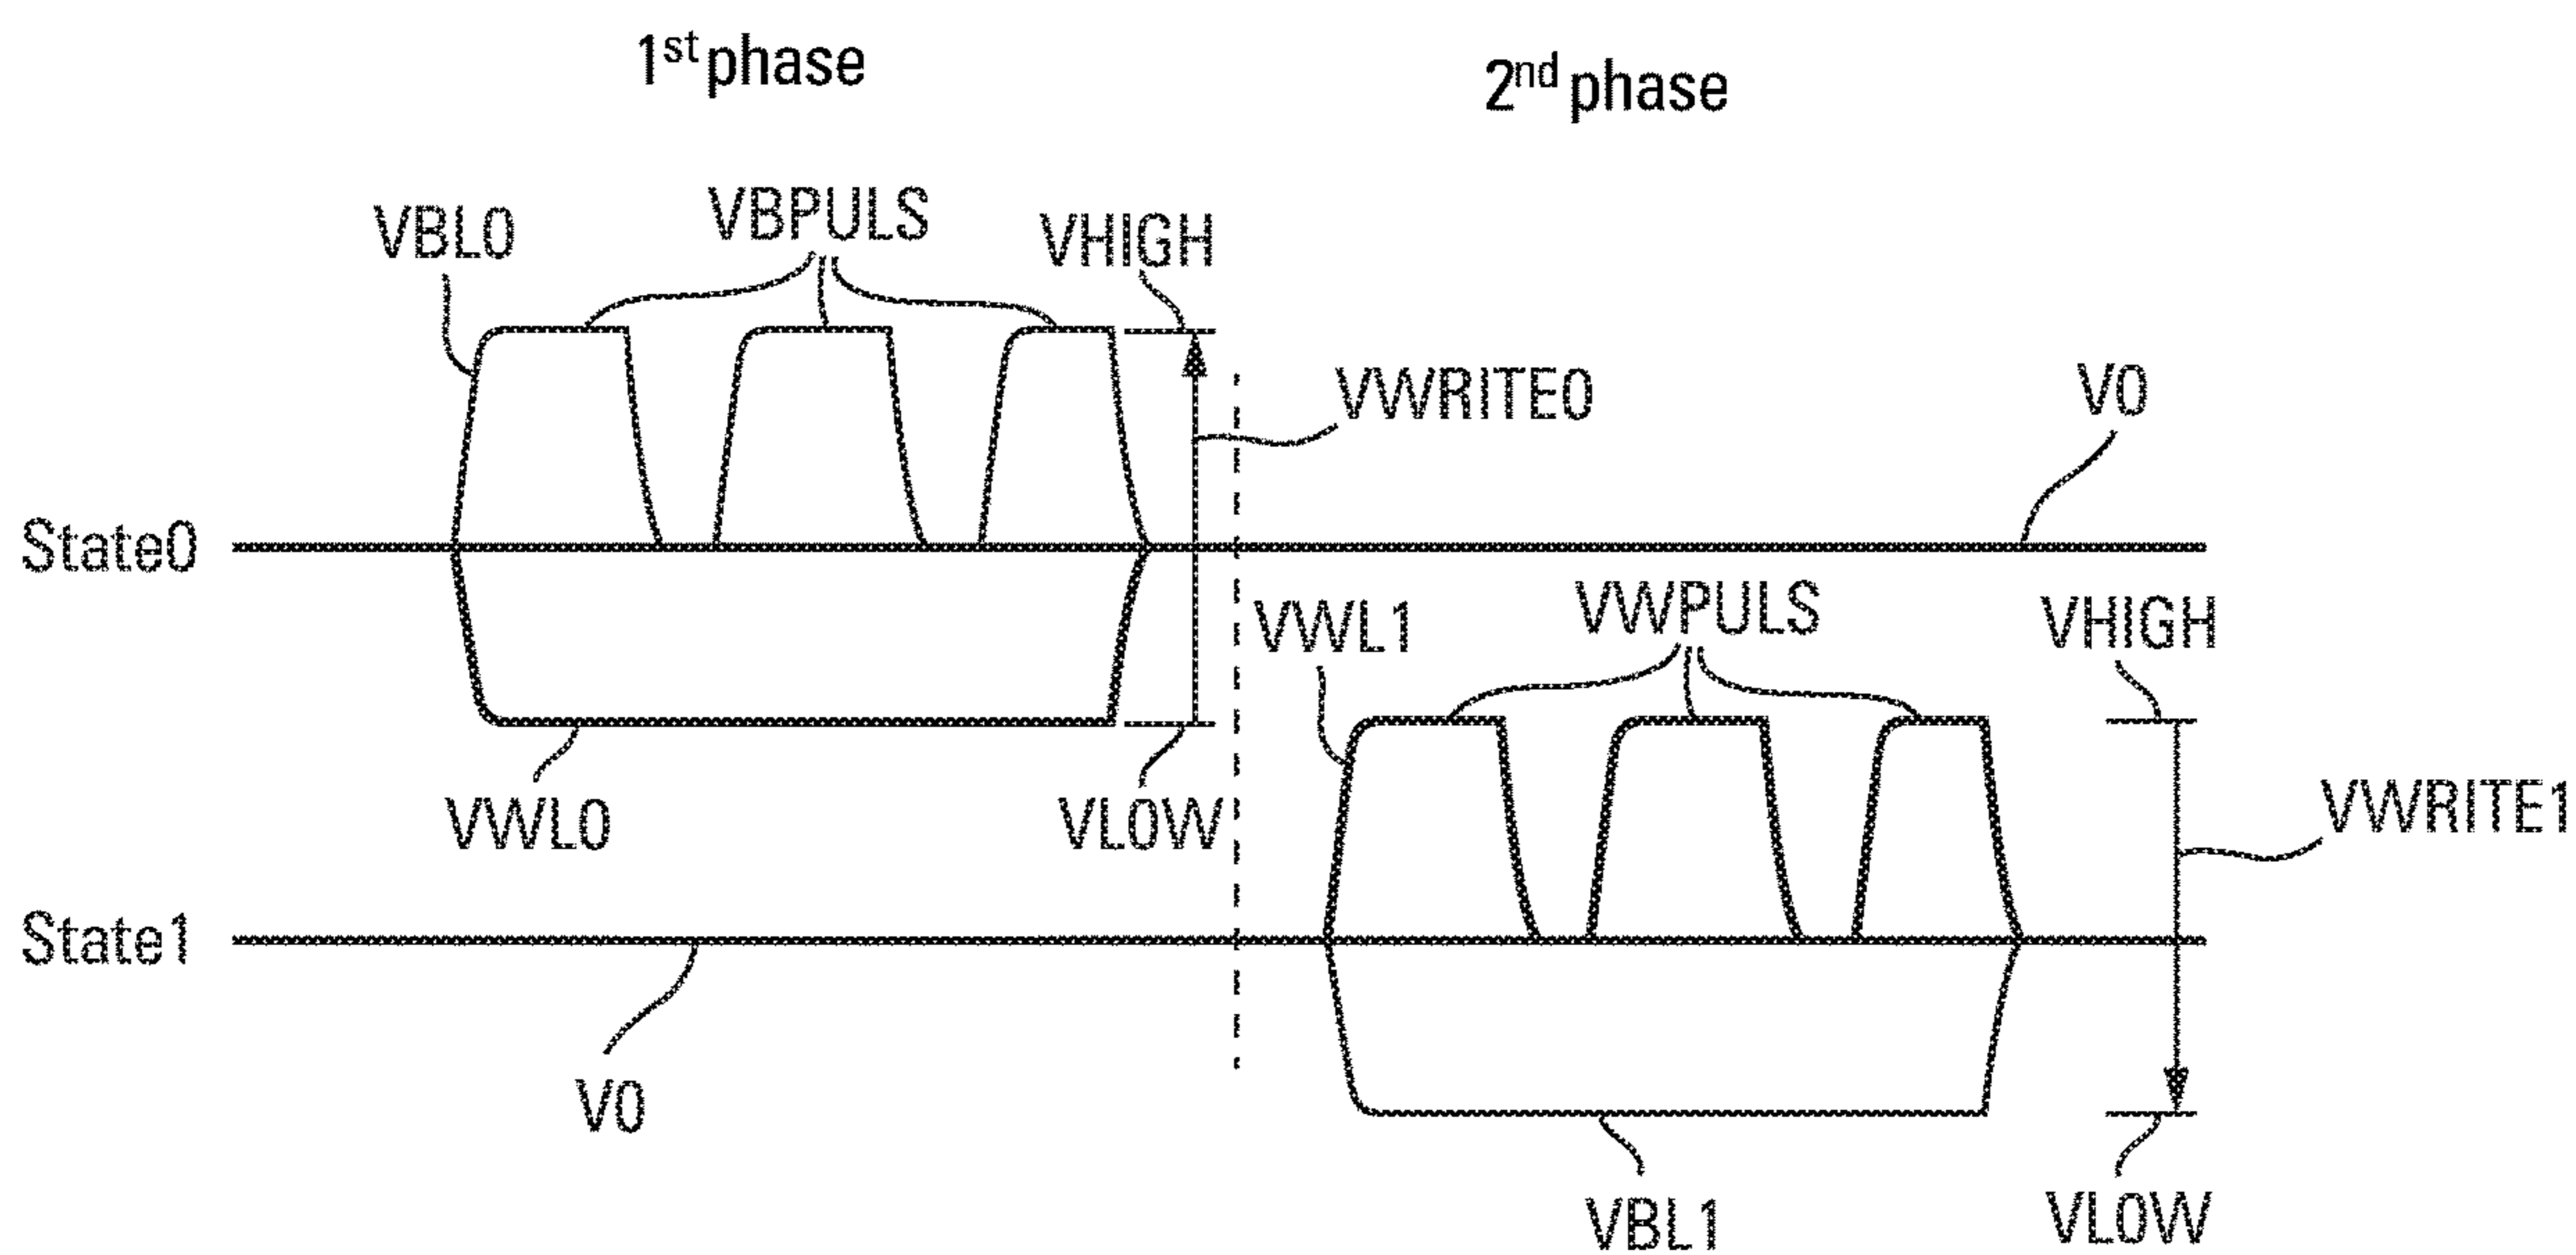 1st phase
2nd phase
VBL0
VBPULS
VHIGH
VWRITE0
V0
State0
VWL1
VWPULS
VHIGH
VWL0
VLOW
VWRITE1
State1
V0
VBL1
VLOW